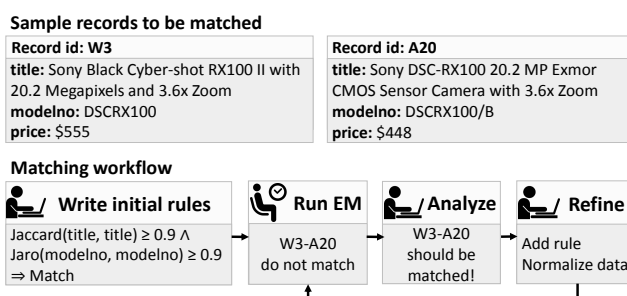 Sample records to be matched
Record id: W3
title: Sony Black Cyber-shot RX100 II with
20.2 Megapixels and 3.6x Zoom
modelno: DSCRX100
price: $555
Record id: A20
title: Sony DSC-RX100 20.2 MP Exmor
CMOS Sensor Camera with 3.6x Zoom
modelno: DSCRX100/B
price: $448
Matching workflow
Write initial rules
Jaccard(title, title) ≥ 0.9 ∧
Jaro(modelno, modelno) ≥ 0.9
⇒ Match
Run EM
W3-A20
do not match
Analyze
W3-A20
should be
matched!
Refine
Add rule
Normalize data